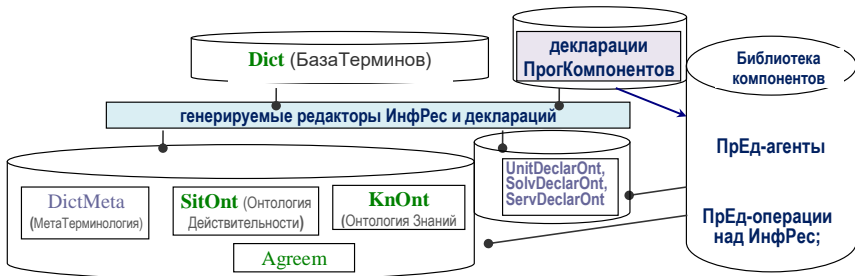 Dict (БазаТерминов)
декларации
ПрогКомпонентов
Библиотека
компонентов
генерируемые редакторы ИнфРес и деклараций
ПрЕд-агенты
UnitDeclarOnt,
SolvDeclarOnt,
ServDeclarOnt
DictMeta
(МетаТерминология)
SitOnt (Онтология
Действительности)
KnOnt
(Онтология Знаний
ПрЕд-операции
над ИнфРес;
Agreem